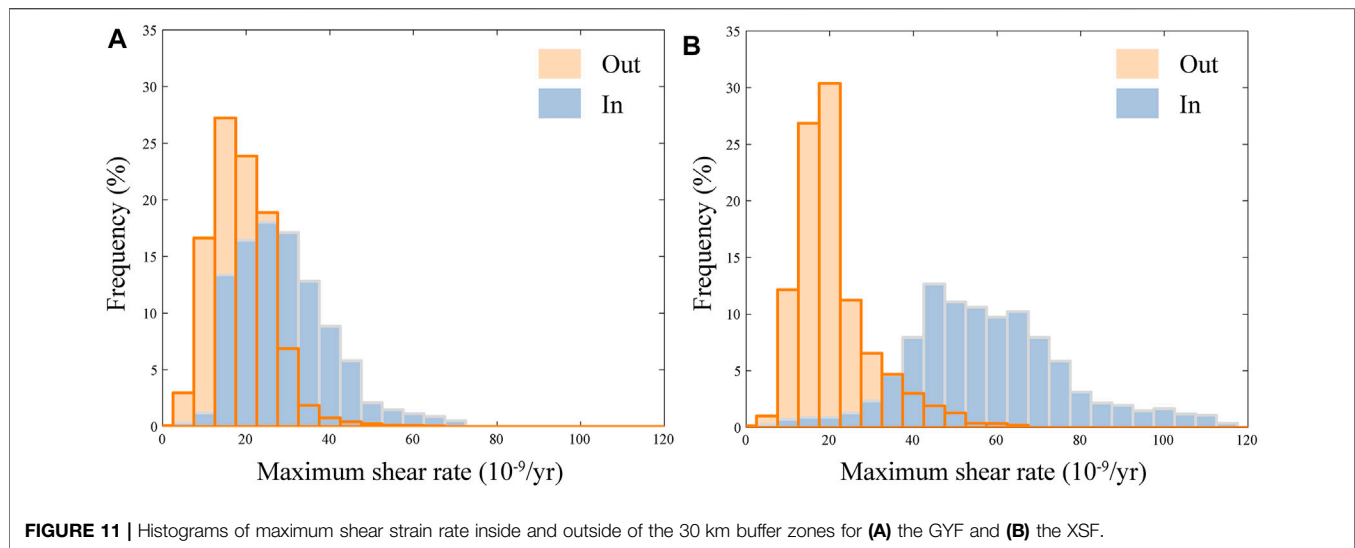 A
35
30
25
20
15
10
5
0
Frequency (%)
Out
In
20
40
60
80
100
120
Maximum shear rate (10⁻⁹/yr)
B
35
30
25
20
15
10
5
0
Frequency (%)
Out
In
0
20
40
60
80
100
120
Maximum shear rate (10⁻⁹/yr)
FIGURE 11 | Histograms of maximum shear strain rate inside and outside of the 30 km buffer zones for (A) the GYF and (B) the XSF.